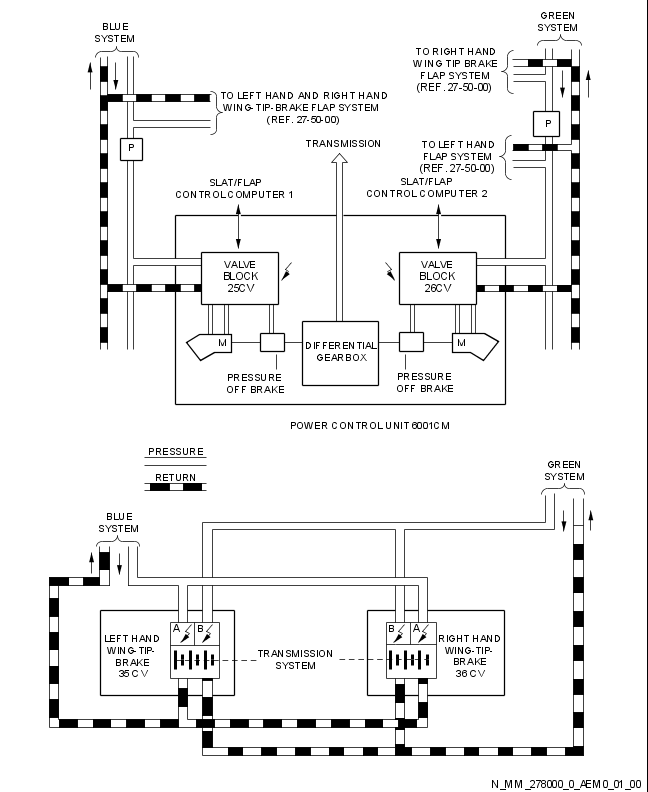 BLUE
SYSTEM
GREEN
SYSTEM
TO RIGHT HAND
WING TIP BRAKE
FLAP SYSTEM
(REF. 27-50-00)
TO LEFT HAND AND RIGHT HAND
WING-TIP-BRAKE FLAP SYSTEM
(REF. 27-50-00)
P
P
TRANSMISSION
TO LEFT HAND
FLAP SYSTEM
(REF. 27-50-00)
SLAT/FLAP
CONTROL COMPUTER 1
SLAT/FLAP
CONTROL COMPUTER 2
VALVE
BLOCK
25CV
VALVE
BLOCK
26CV
M
DIFFERENTIAL
GEARBOX
M
PRESSURE
OFF BRAKE
PRESSURE
OFF BRAKE
POWER CONTROL UNIT 6001CM
PRESSURE
RETURN
GREEN
SYSTEM
BLUE
SYSTEM
A B
B A
LEFT HAND
WING-TIP-
BRAKE
35CV
TRANSMISSION
SYSTEM
RIGHT HAND
WING-TIP-
BRAKE
36CV
N_MM_278000_0_AEM0_01_00